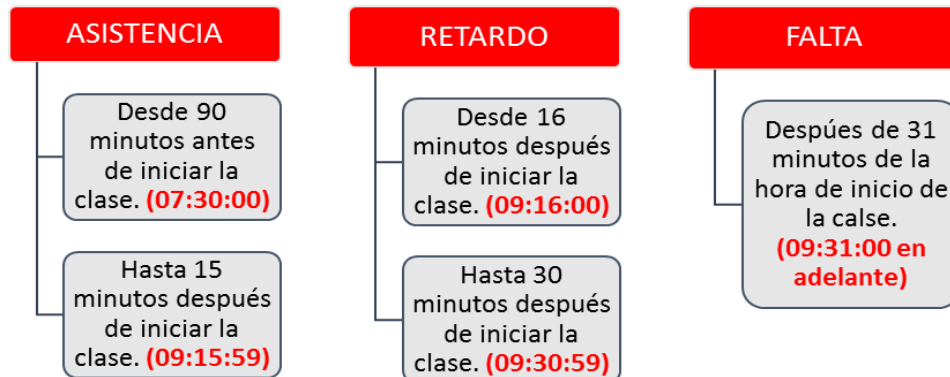 ASISTENCIA
Desde 90
minutos antes
de iniciar la
clase. (07:30:00)
Hasta 15
minutos después
de iniciar la
clase. (09:15:59)
RETARDO
Desde 16
minutos después
de iniciar la
clase. (09:16:00)
Hasta 30
minutos después
de iniciar la
clase. (09:30:59)
FALTA
Despúes de 31
minutos de la
hora de inicio de
la calse.
(09:31:00 en
adelante)